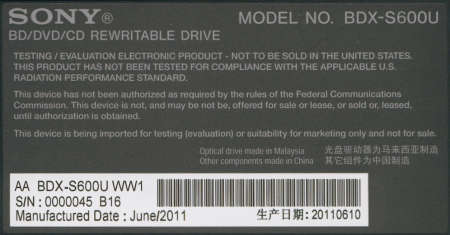 SONY® MODEL NO. BDX-S600U
BD/DVD/CD REWRITABLE DRIVE
TESTING / EVALUATION ELECTRONIC PRODUCT - NOT TO BE SOLD IN THE UNITED STATES.
THIS PRODUCT HAS NOT BEEN TESTED FOR COMPLIANCE WITH THE APPLICABLE U.S.
RADIATION PERFORMANCE STANDARD.
This device has not been authorized as required by the rules of the Federal Communications
Commission. This device is not, and may not be, offered for sale or lease, or sold or, leased,
until authorization is obtained.
This device is being imported for testing (evaluation) or suitability for marketing only and not for sale.
Optical drive made in Malaysia 光盘驱动器为马来西亚制造
Other components made in China 其它组件为中国制造
AA BDX-S600U WW1
S/N : 0000045 B16
Manufactured Date : June/2011 生产日期: 20110610